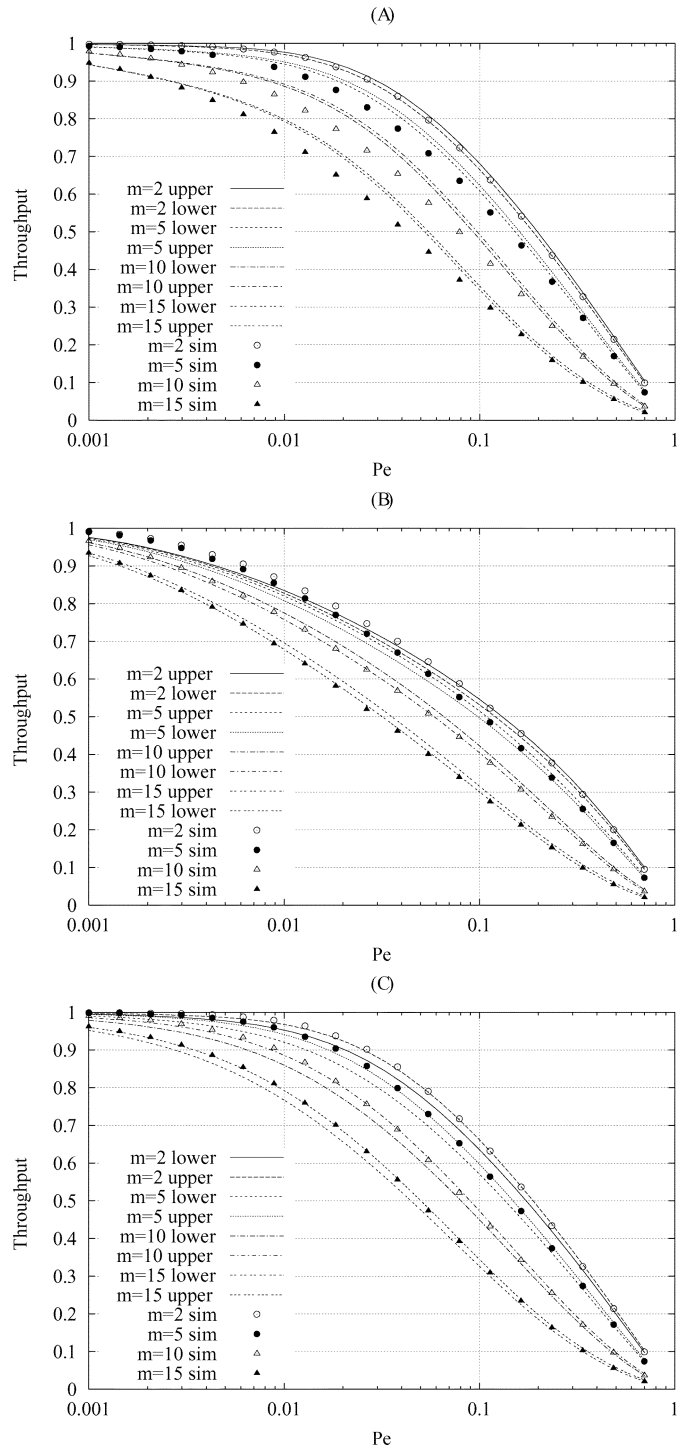 (A)
1
0.9
0.8
0.7
0.6
0.5
0.4
0.3
0.2
0.1
0
Throughput
m=2 upper
m=2 lower
m=5 lower
m=5 upper
m=10 lower
m=10 upper
m=15 lower
m=15 upper
m=2 sim
m=5 sim
m=10 sim
m=15 sim
0.001 0.01 0.1 1
Pe
(B)
1
0.9
0.8
0.7
0.6
0.5
0.4
0.3
0.2
0.1
0
Throughput
m=2 upper
m=2 lower
m=5 upper
m=5 lower
m=10 upper
m=10 lower
m=15 upper
m=15 lower
m=2 sim
m=5 sim
m=10 sim
m=15 sim
0.001 0.01 0.1 1
Pe
(C)
1
0.9
0.8
0.7
0.6
0.5
0.4
0.3
0.2
0.1
0
Throughput
m=2 lower
m=2 upper
m=5 lower
m=5 upper
m=10 lower
m=10 upper
m=15 lower
m=15 upper
m=2 sim
m=5 sim
m=10 sim
m=15 sim
0.001 0.01 0.1 1
Pe